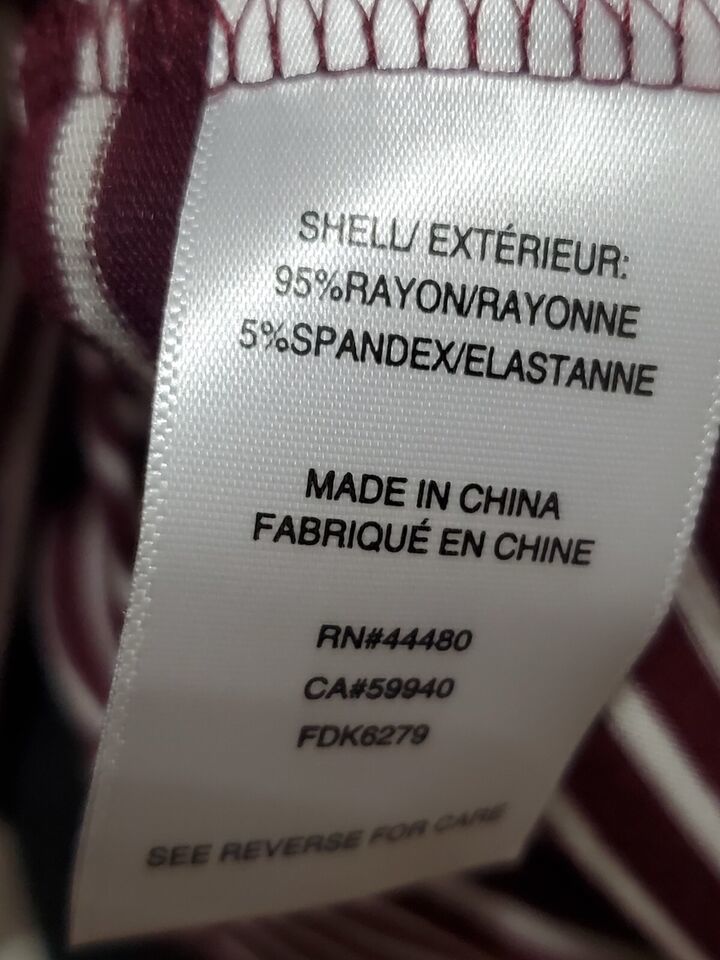 SHELL/ EXTÉRIEUR:
95%RAYON/RAYONNE
5%SPANDEX/ELASTANNE
MADE IN CHINA
FABRIQUÉ EN CHINE
RN#44480
CA#59940
FDK6279
SEE REVERSE FOR CARE